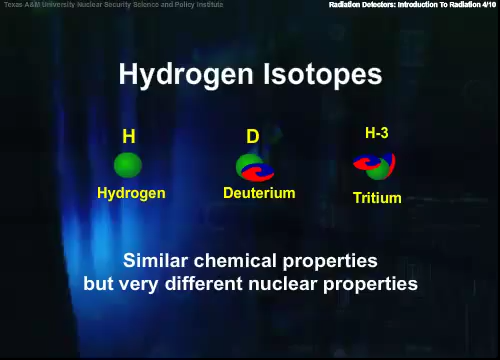 Texas A&M University Nuclear Security Science and Policy Institute
Radiation Detectors: Introduction To Radiation 4/10
Hydrogen Isotopes
H
D
H-3
Hydrogen
Deuterium
Tritium
Similar chemical properties
but very different nuclear properties